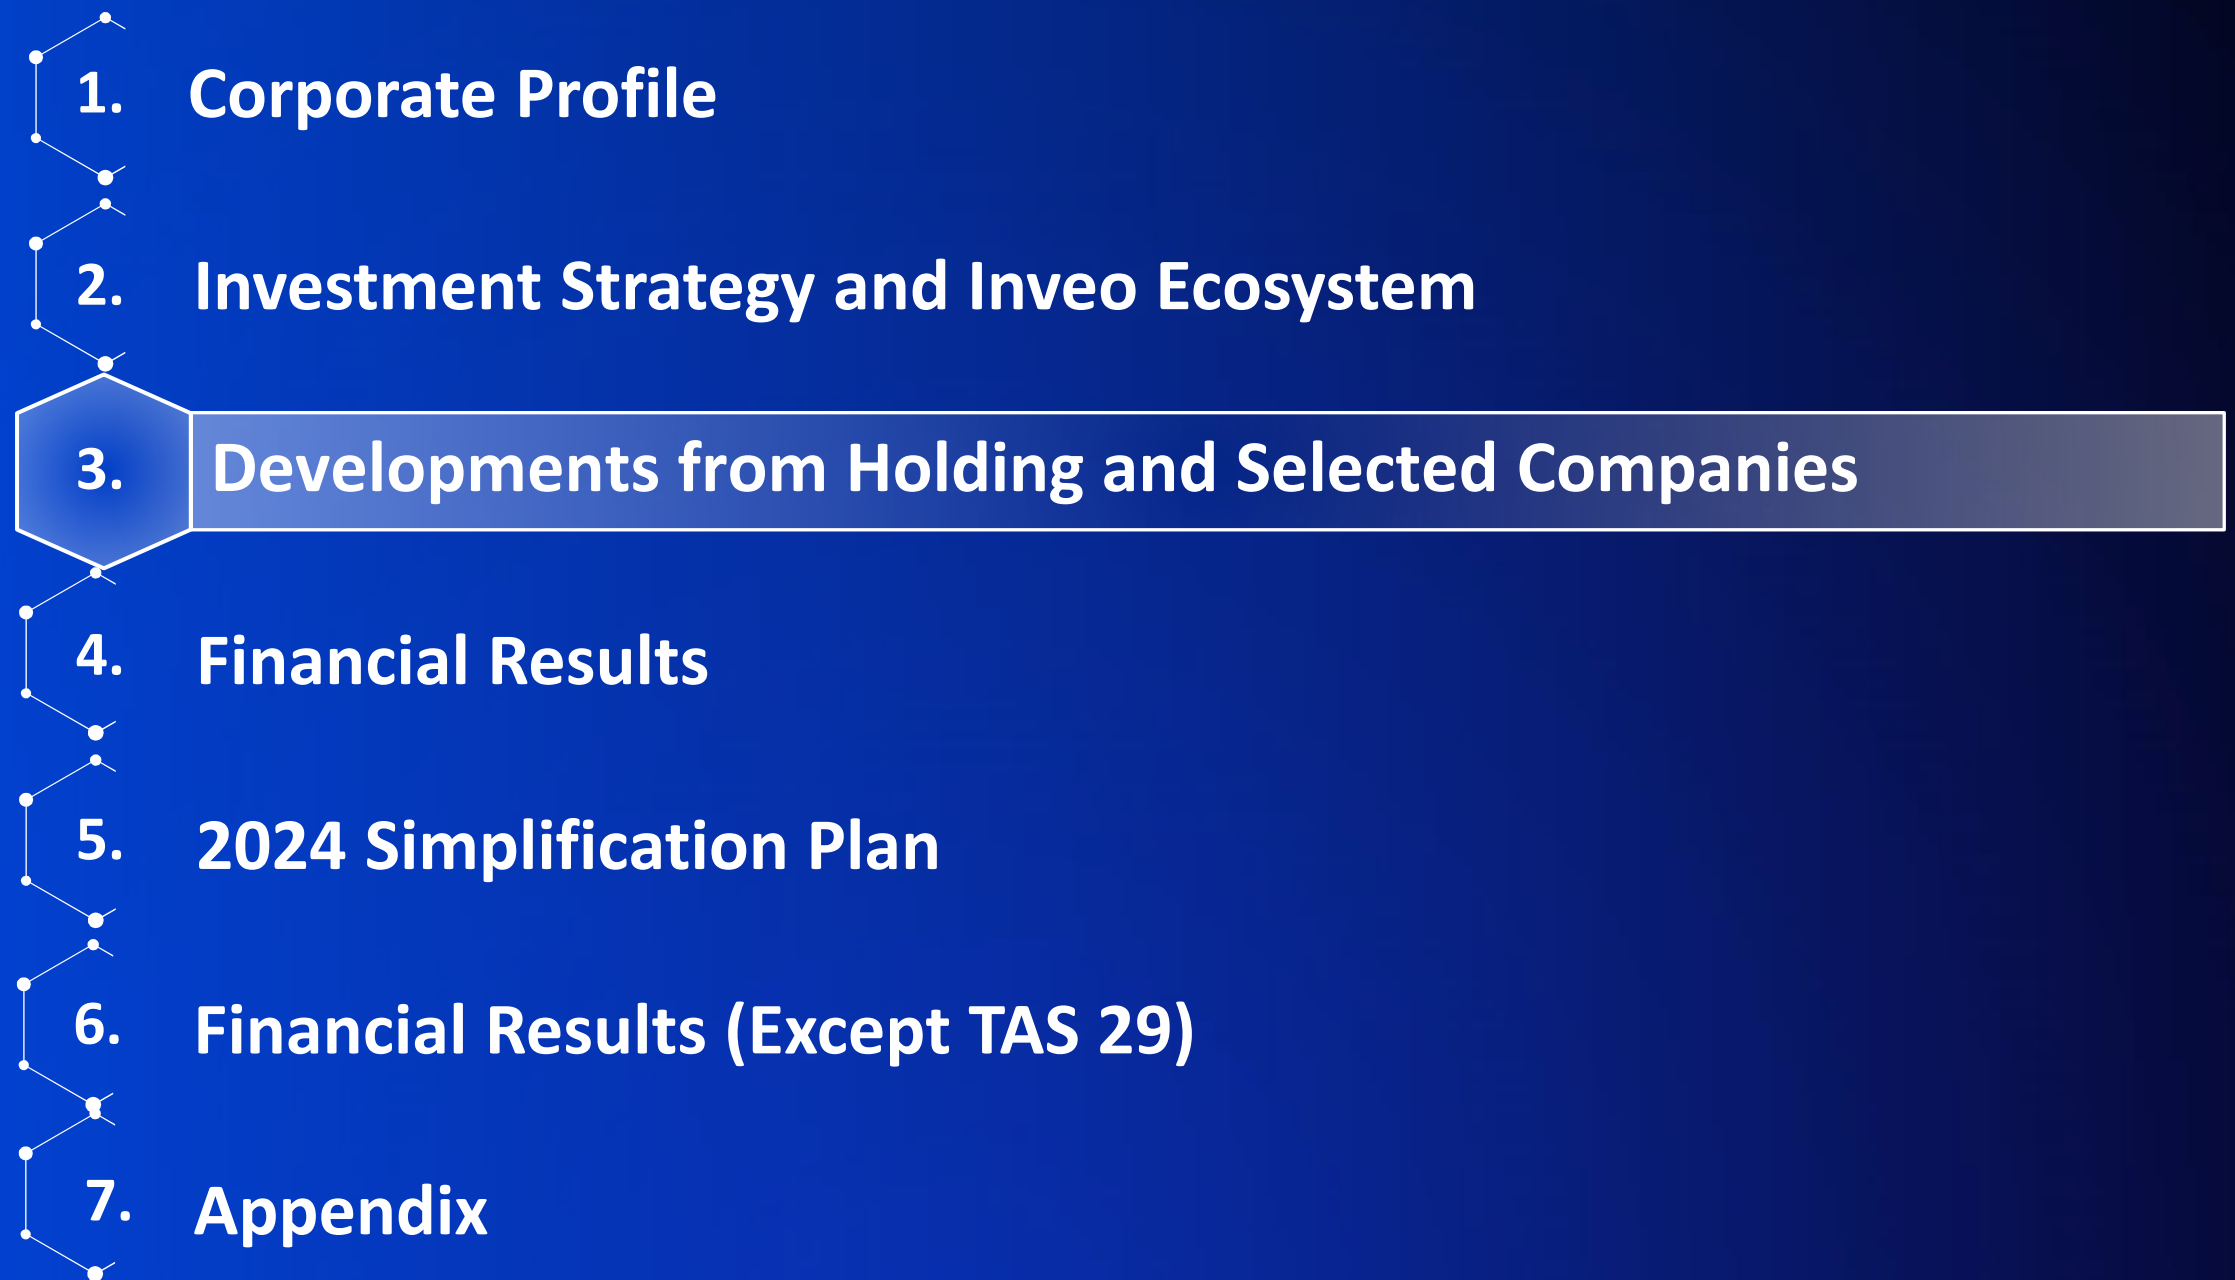 1. Corporate Profile
2. Investment Strategy and Inveo Ecosystem
3. Developments from Holding and Selected Companies
4. Financial Results
5. 2024 Simplification Plan
6. Financial Results (Except TAS 29)
7. Appendix